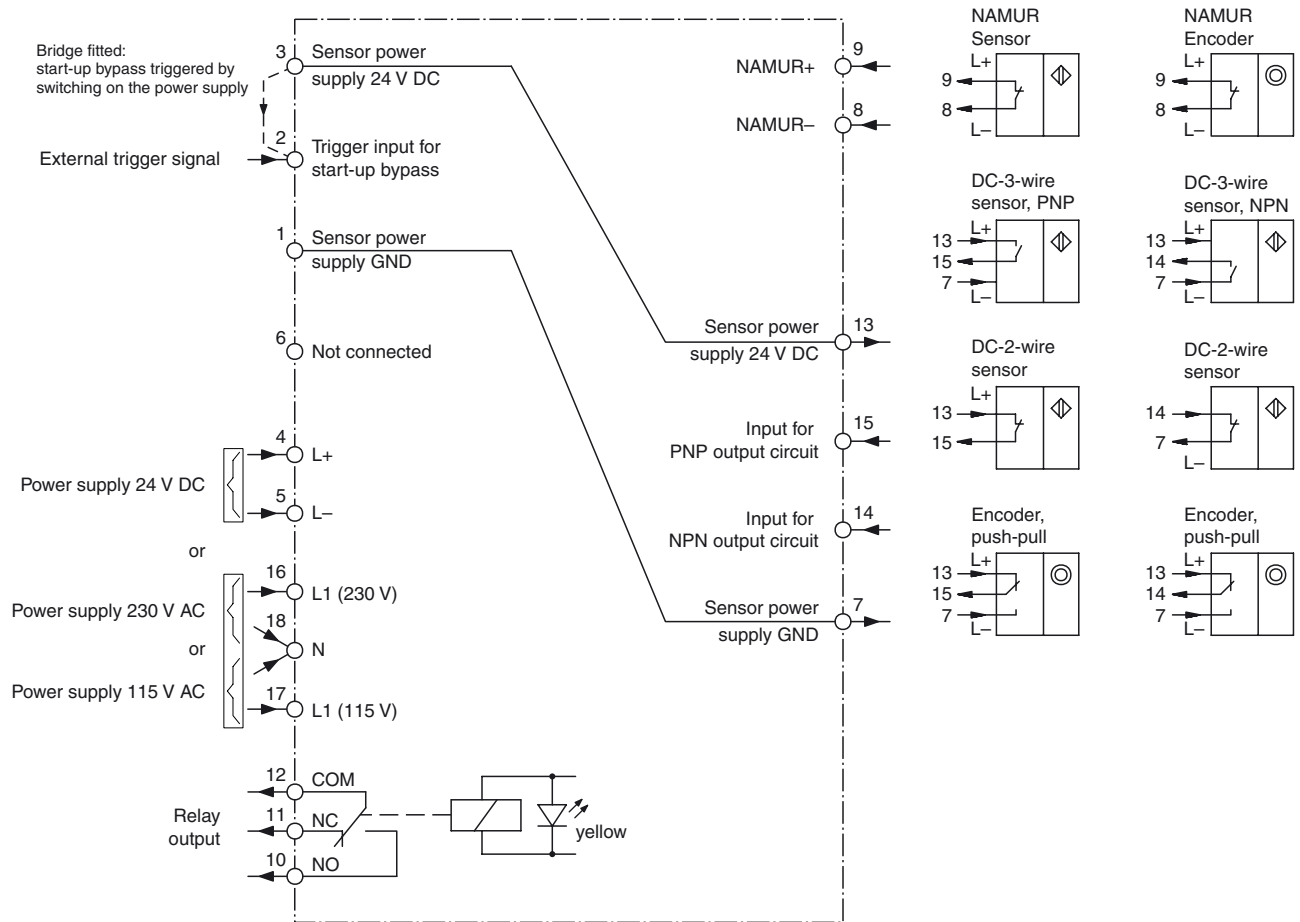 Bridge fitted:
start-up bypass triggered by
switching on the power supply
3
Sensor power
supply 24 V DC
2
External trigger signal
Trigger input for
start-up bypass
1
Sensor power
supply GND
6
Not connected
4
L+
Power supply 24 V DC
5
L–
or
16
L1 (230 V)
Power supply 230 V AC
18
or
N
Power supply 115 V AC
17
L1 (115 V)
12
COM
Relay
output
11
NC
10
NO
yellow
9
NAMUR+
8
NAMUR–
Sensor power
supply 24 V DC
13
Input for
PNP output circuit
15
Input for
NPN output circuit
14
Sensor power
supply GND
7
NAMUR
Sensor
L+
9
8
L–
NAMUR
Encoder
L+
9
8
L–
DC-3-wire
sensor, PNP
L+
13
15
7
L–
DC-3-wire
sensor, NPN
L+
13
14
7
L–
DC-2-wire
sensor
L+
13
15
DC-2-wire
sensor
14
7
L–
Encoder,
push-pull
L+
13
15
7
L–
Encoder,
push-pull
L+
13
14
7
L–